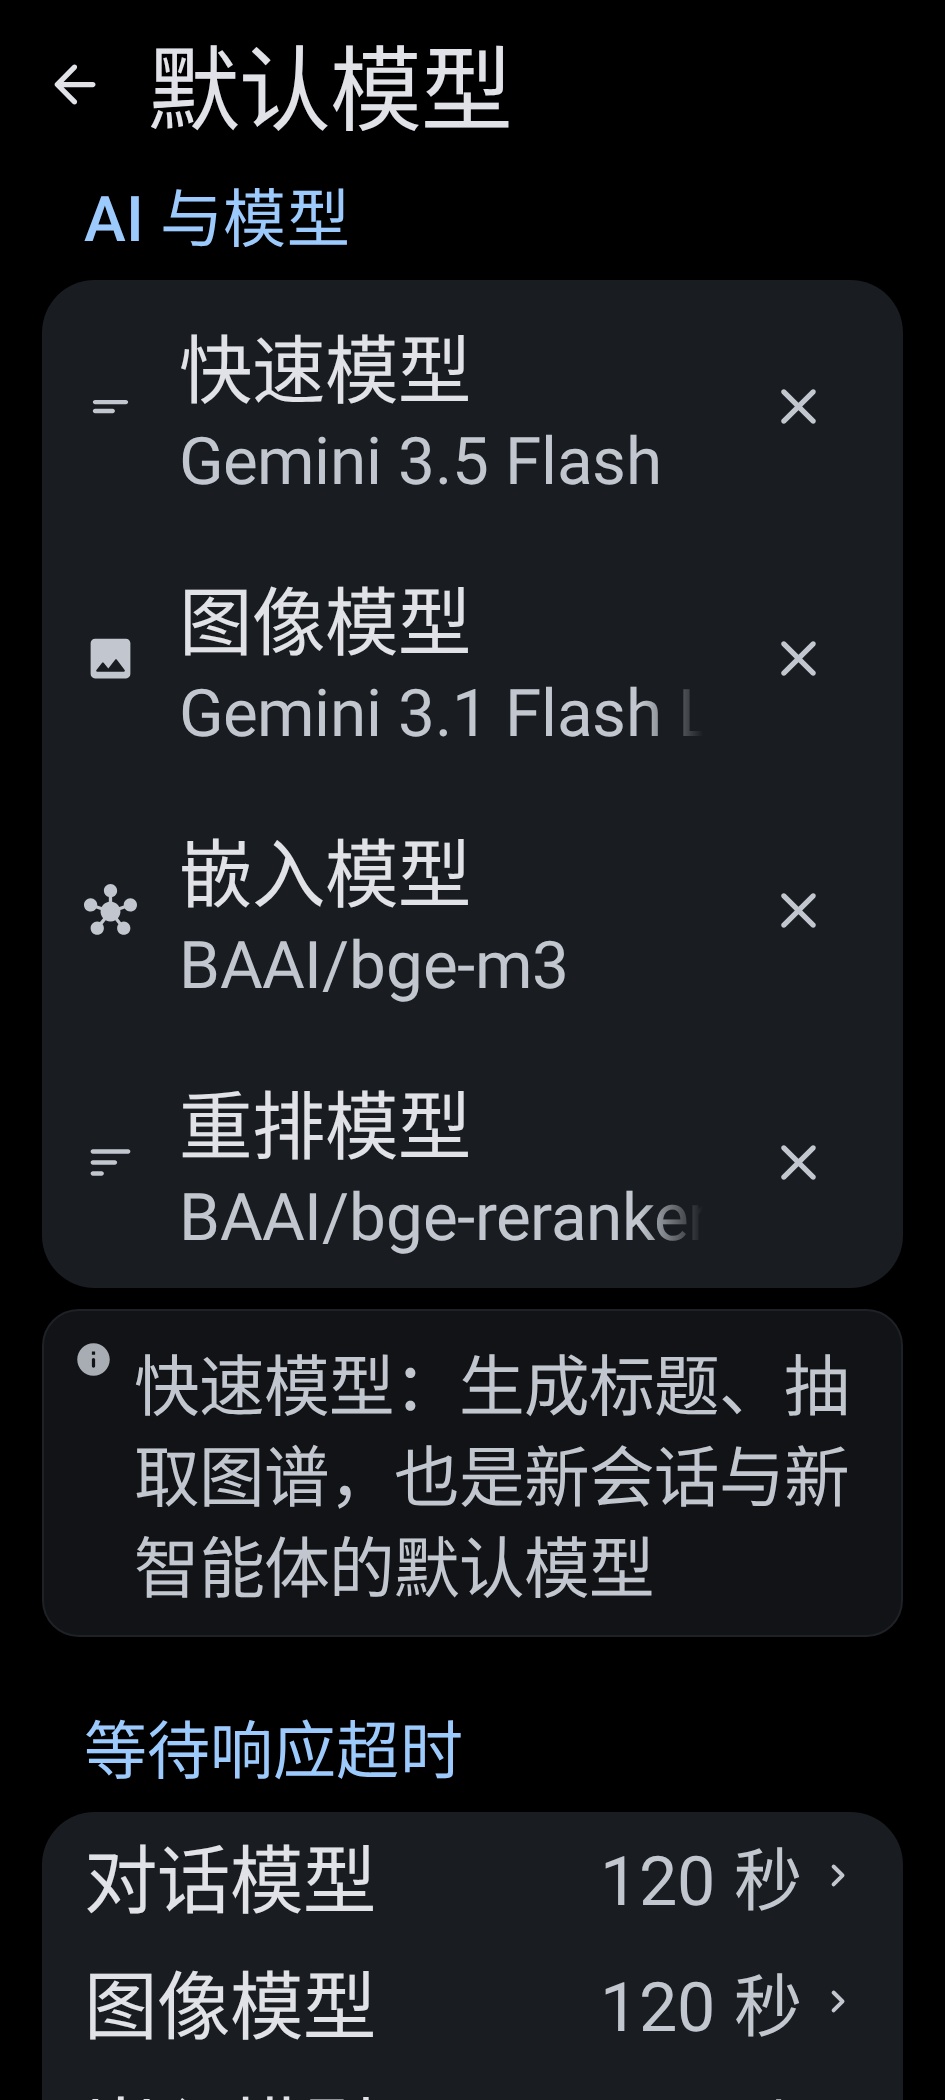 默认模型
AI 与模型
快速模型
Gemini 3.5 Flash
图像模型
Gemini 3.1 Flash L
嵌入模型
BAAI/bge-m3
重排模型
BAAI/bge-reranker
快速模型：生成标题、抽
取图谱，也是新会话与新
智能体的默认模型
等待响应超时
对话模型 120 秒
图像模型 120 秒